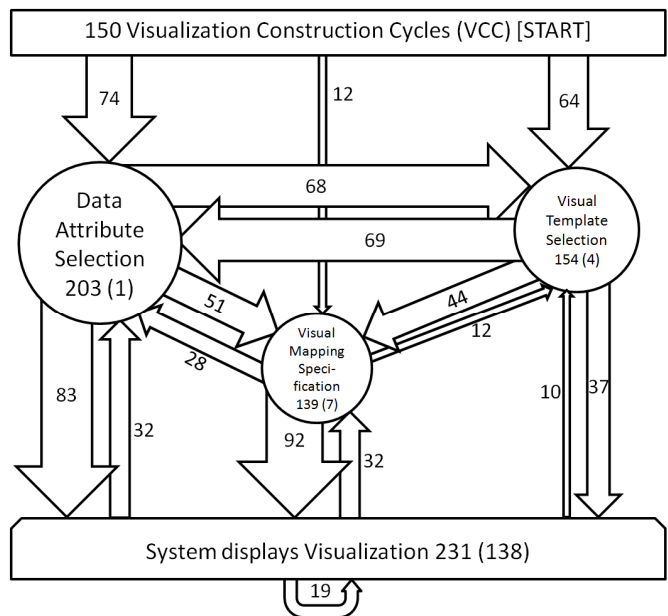 150 Visualization Construction Cycles (VCC) [START]
74
12
64
68
Data
Attribute
Selection
203 (1)
Visual
Template
Selection
154 (4)
69
51
44
28
12
Visual
Mapping
Speci-
fication
139 (7)
83
32
92
32
10
37
System displays Visualization 231 (138)
19